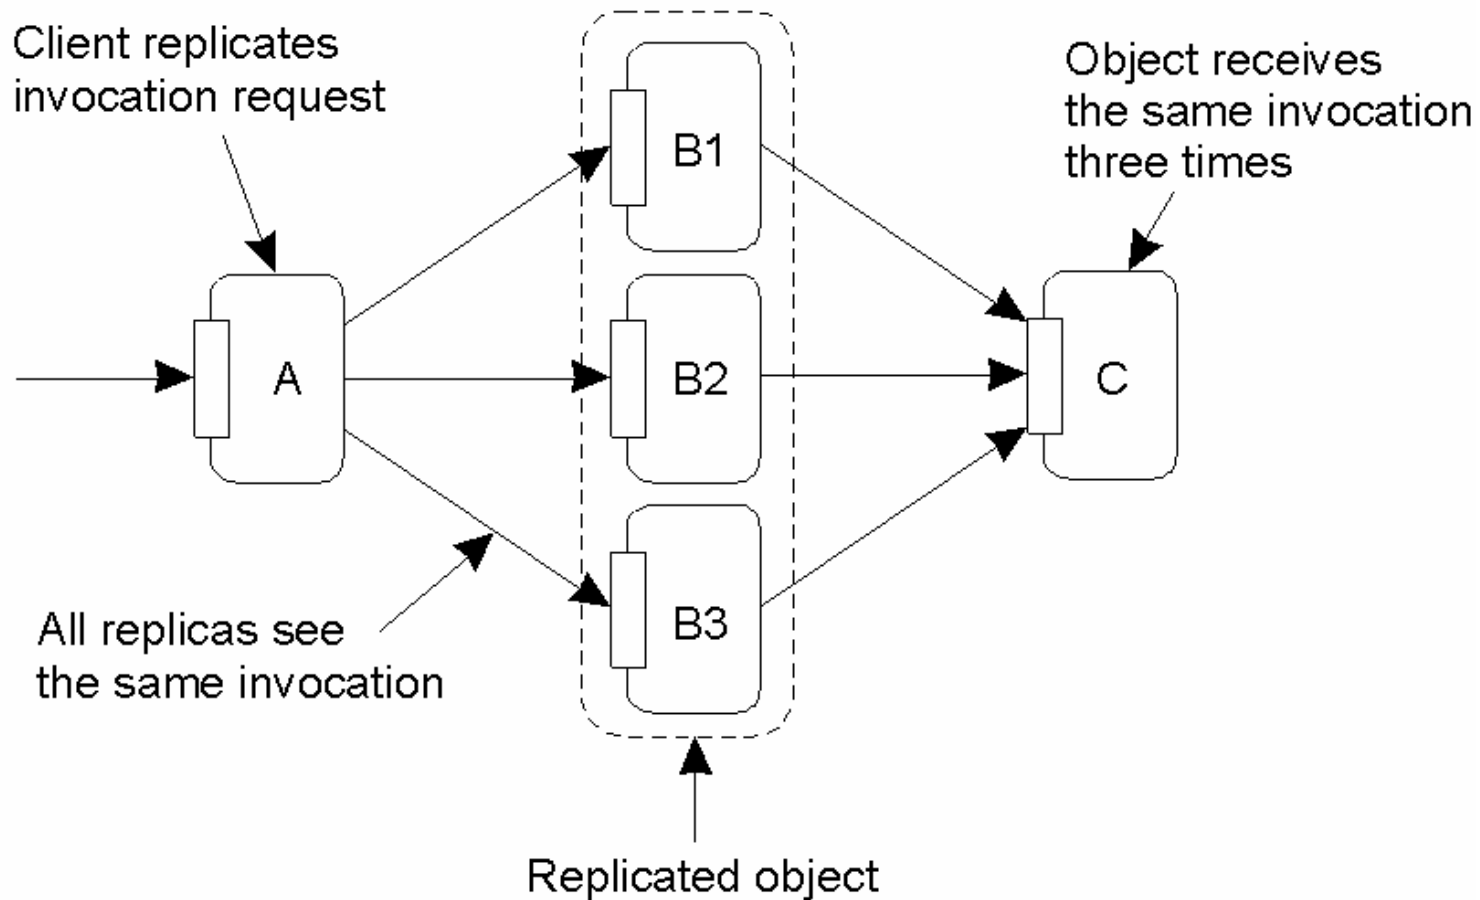 Client replicates
invocation request
Object receives
the same invocation
three times
B1
A
B2
C
B3
All replicas see
the same invocation
Replicated object